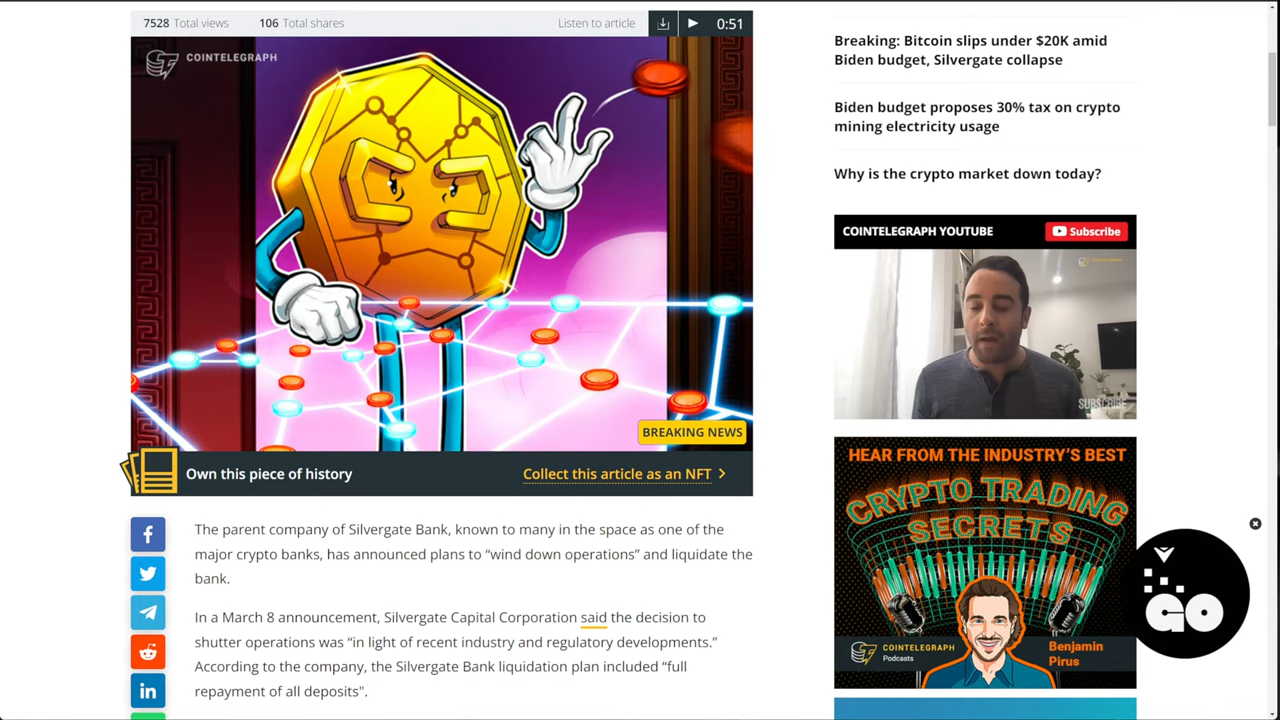 7528 Total views 106 Total shares Listen to article 0:51
COINTELEGRAPH
BREAKING NEWS
Own this piece of history Collect this article as an NFT
The parent company of Silvergate Bank, known to many in the space as one of the
major crypto banks, has announced plans to “wind down operations” and liquidate the
bank.
In a March 8 announcement, Silvergate Capital Corporation said the decision to
shutter operations was “in light of recent industry and regulatory developments.”
According to the company, the Silvergate Bank liquidation plan included “full
repayment of all deposits".
Breaking: Bitcoin slips under $20K amid
Biden budget, Silvergate collapse
Biden budget proposes 30% tax on crypto
mining electricity usage
Why is the crypto market down today?
COINTELEGRAPH YOUTUBE Subscribe
SUBSCRIBE
HEAR FROM THE INDUSTRY'S BEST
CRYPTO TRADING
SECRETS
COINTELEGRAPH
Podcasts
Benjamin
Pirus
GO